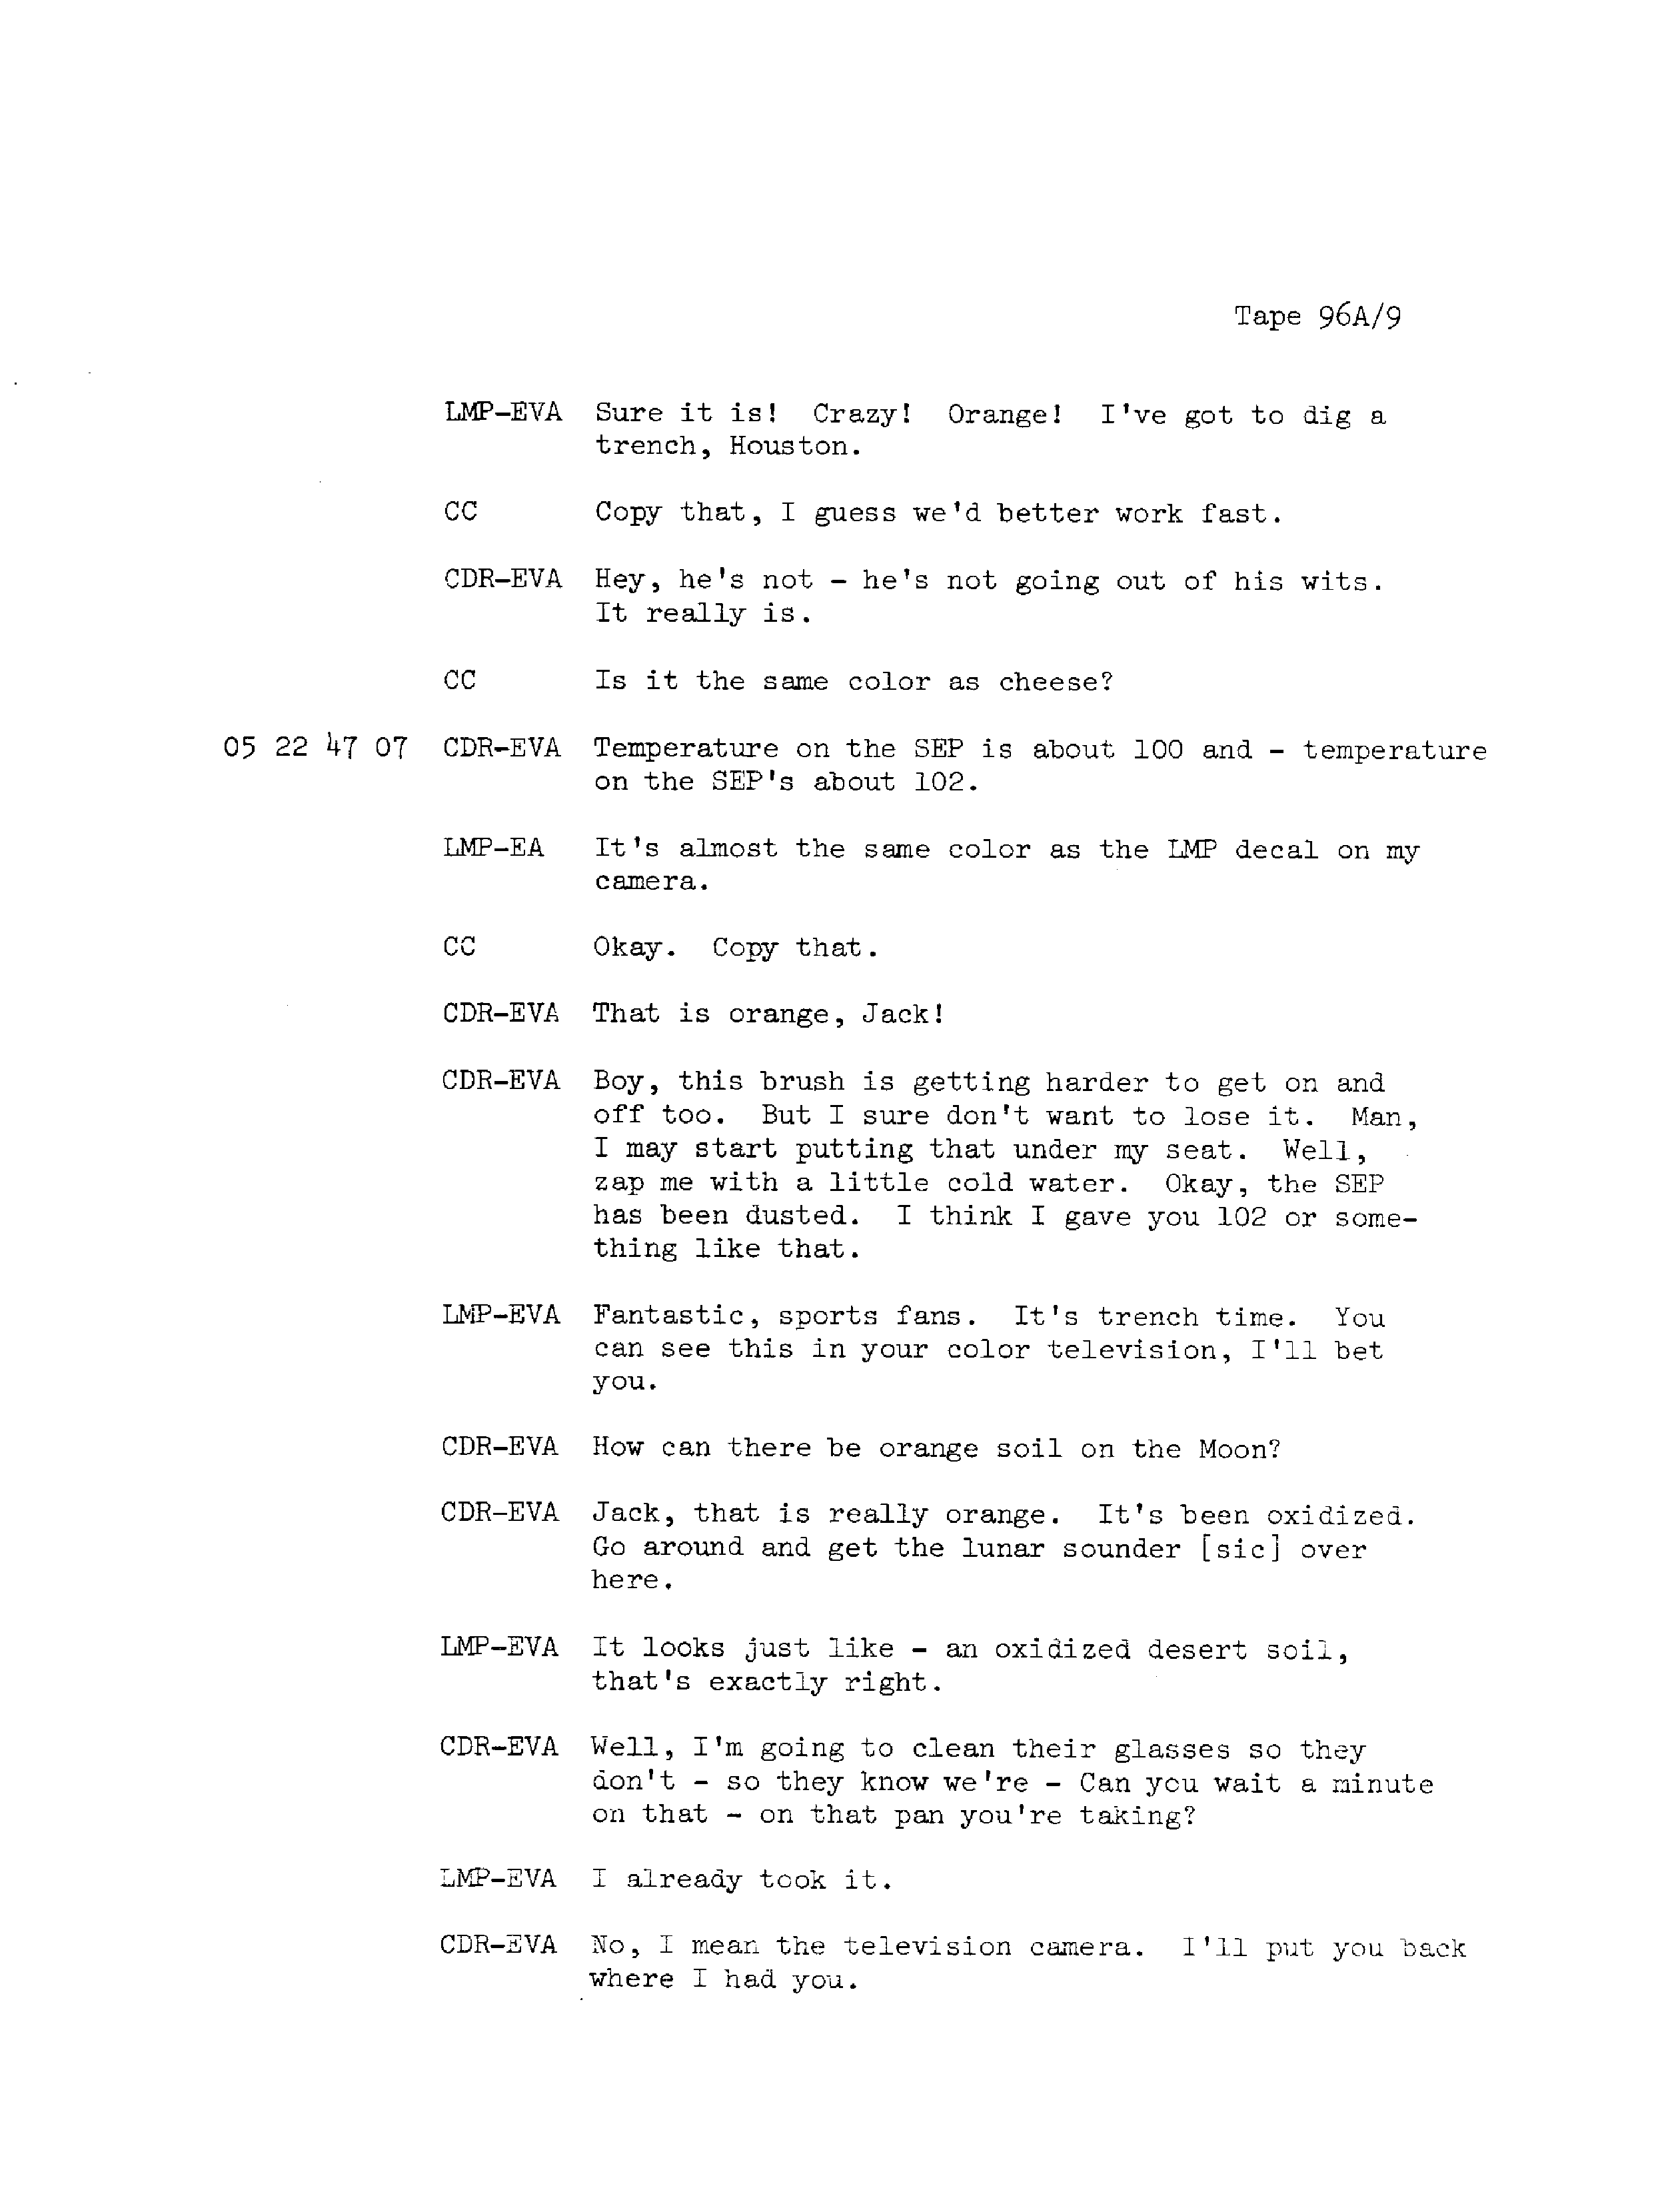 Tape 96A/9
LMP-EVA Sure it is! Crazy! Orange! I've got to dig a
trench, Houston.
CC Copy that, I guess we'd better work fast.
CDR-EVA Hey, he's not - he's not going out of his wits.
It really is.
CC Is it the same color as cheese?
05 22 47 07 CDR-EVA Temperature on the SEP is about 100 and - temperature
on the SEP's about 102.
LMP-EA It's almost the same color as the LMP decal on my
camera.
CC Okay. Copy that.
CDR-EVA That is orange, Jack!
CDR-EVA Boy, this brush is getting harder to get on and
off too. But I sure don't want to lose it. Man,
I may start putting that under my seat. Well,
zap me with a little cold water. Okay, the SEP
has been dusted. I think I gave you 102 or some-
thing like that.
LMP-EVA Fantastic, sports fans. It's trench time. You
can see this in your color television, I'll bet
you.
CDR-EVA How can there be orange soil on the Moon?
CDR-EVA Jack, that is really orange. It's been oxidized.
Go around and get the lunar sounder [sic] over
here.
LMP-EVA It looks just like - an oxidized desert soil,
that's exactly right.
CDR-EVA Well, I'm going to clean their glasses so they
don't - so they know we're - Can you wait a minute
on that - on that pan you're taking?
LMP-EVA I already took it.
CDR-EVA No, I mean the television camera. I'll put you back
where I had you.